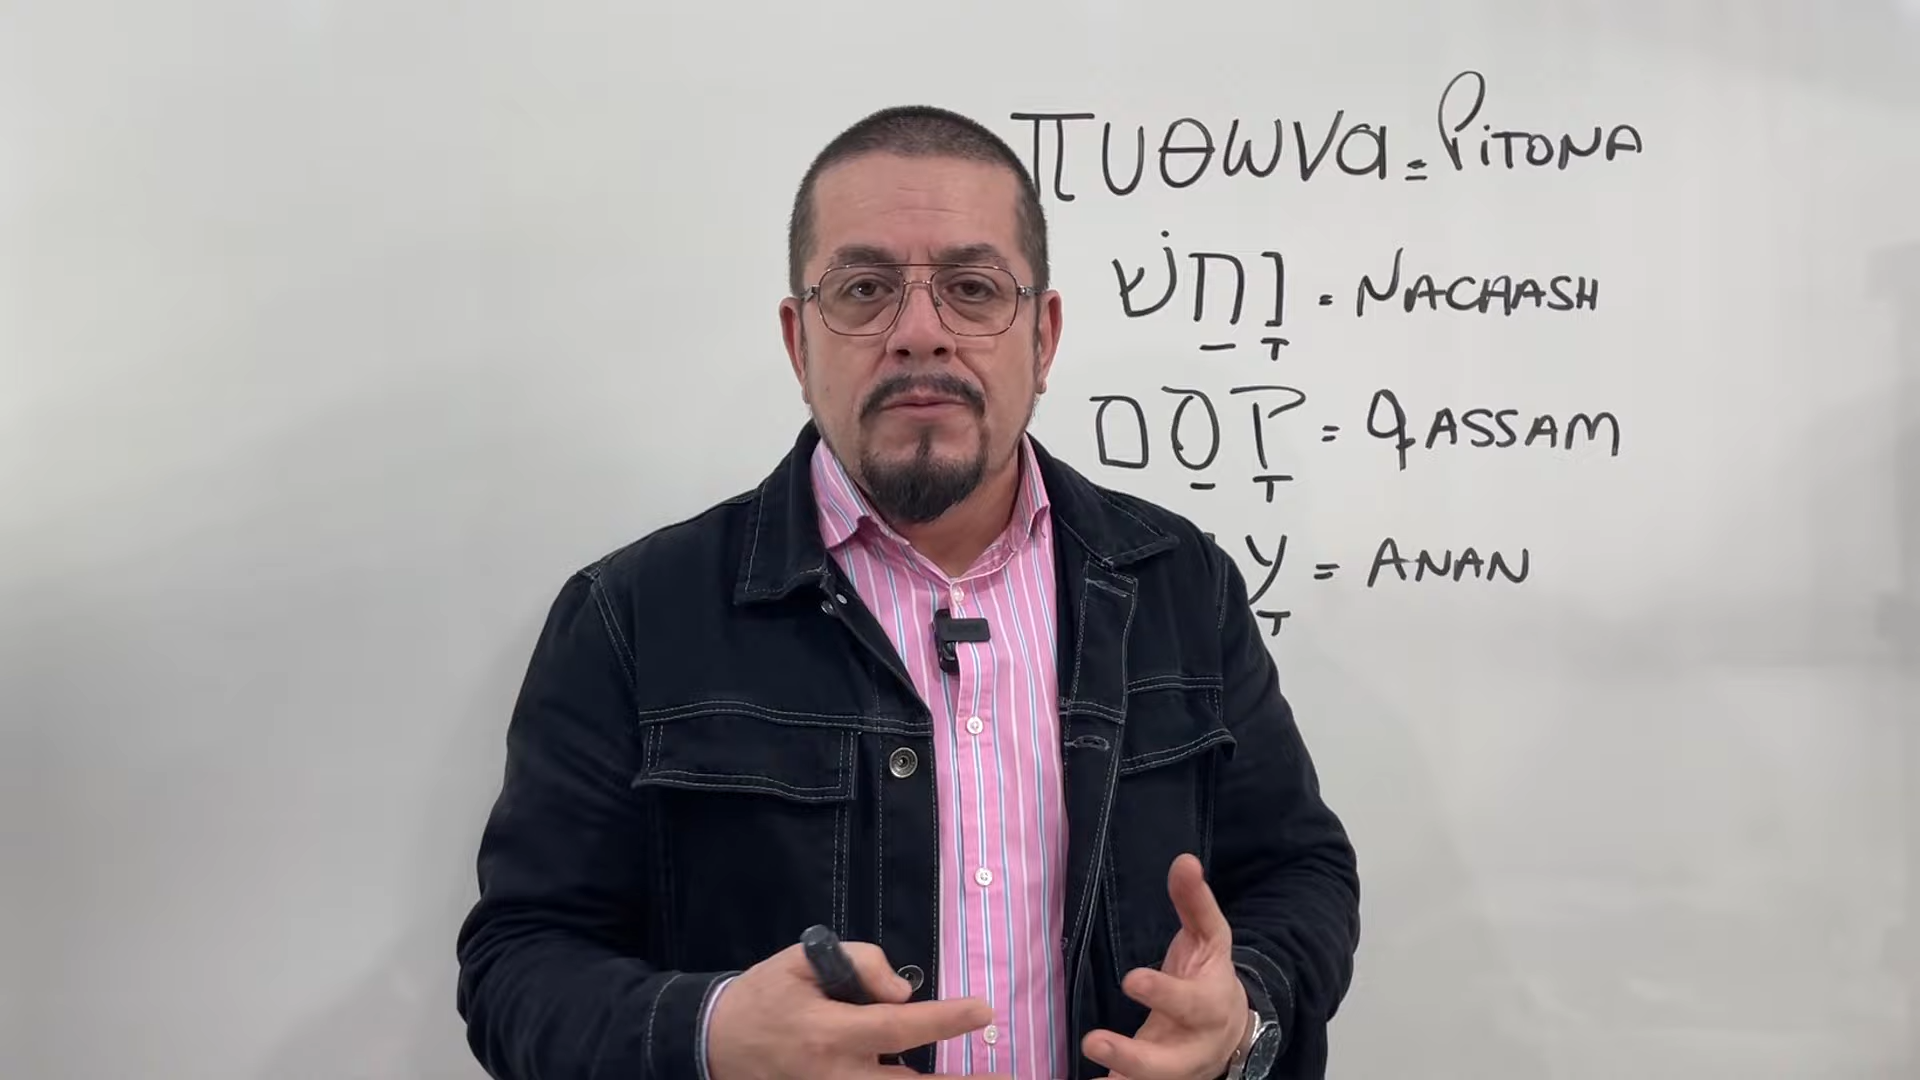 πυθωνα = PiTONA
נָחַשׁ = NACHASH
קָסַם = QASSAM
עָ = ANAN